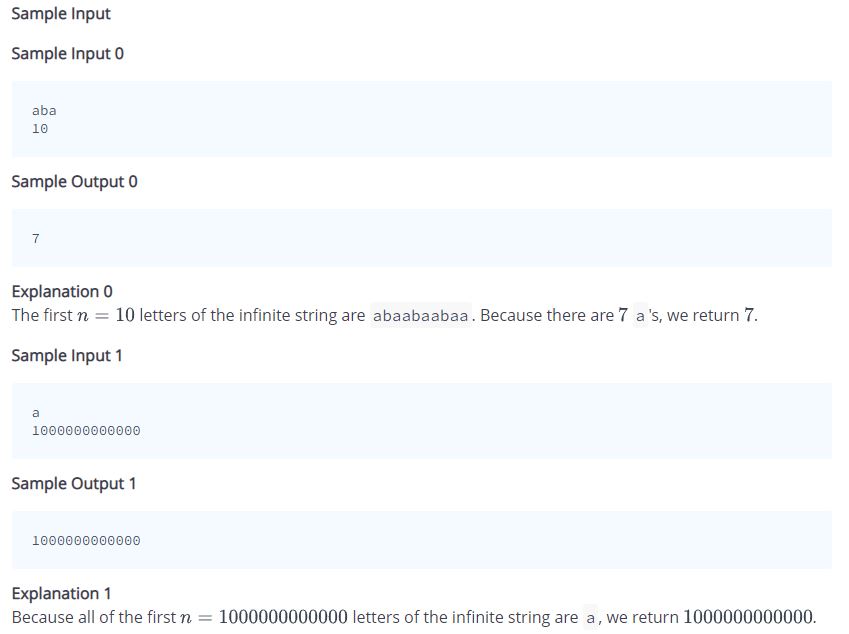 Sample Input
Sample Input 0
aba
10
Sample Output 0
7
Explanation 0
The first n = 10 letters of the infinite string are abaabaabaa. Because there are 7 a's, we return 7.
Sample Input 1
a
1000000000000
Sample Output 1
1000000000000
Explanation 1
Because all of the first n = 1000000000000 letters of the infinite string are a, we return 1000000000000.